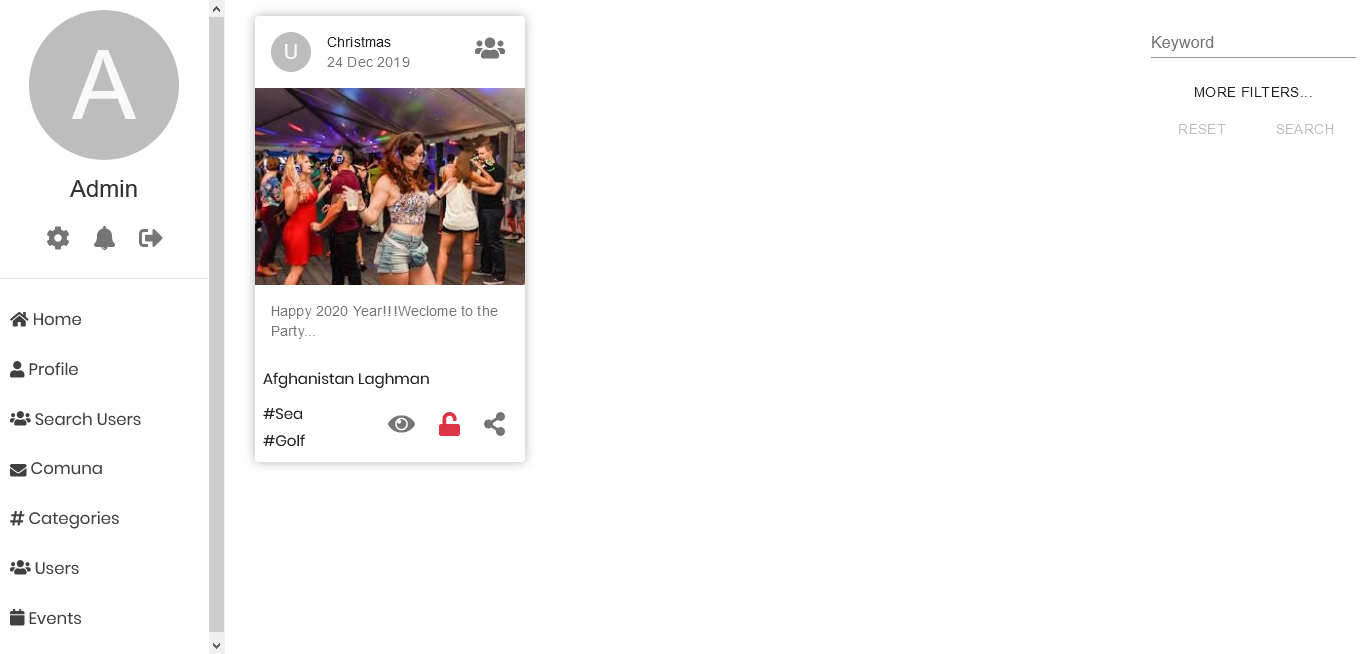 A
Admin
Home
Profile
Search Users
Comuna
# Categories
Users
Events
U
Christmas
24 Dec 2019
Happy 2020 Year!!!Weclome to the
Party...
Afghanistan Laghman
#Sea
#Golf
Keyword
MORE FILTERS...
RESET SEARCH